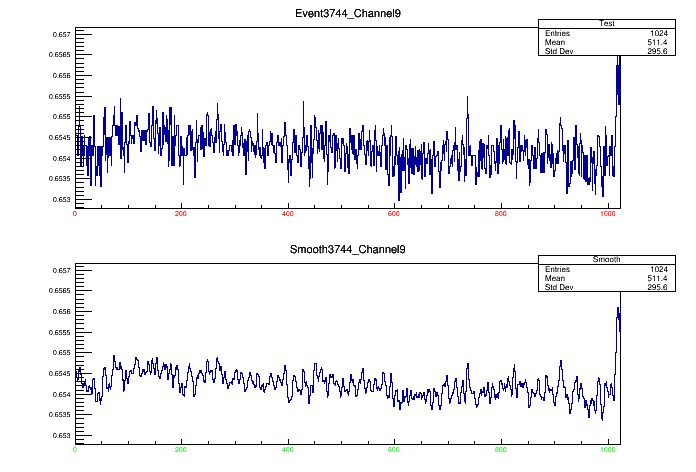 Event3744_Channel9
Test
Entries 1024
Mean 511.4
Std Dev 295.6
0.657
0.6565
0.656
0.6555
0.655
0.6545
0.654
0.6535
0.653
0 200 400 600 800 1000
Smooth3744_Channel9
Smooth
Entries 1024
Mean 511.4
Std Dev 295.6
0.657
0.6565
0.656
0.6555
0.655
0.6545
0.654
0.6535
0.653
0 200 400 600 800 1000